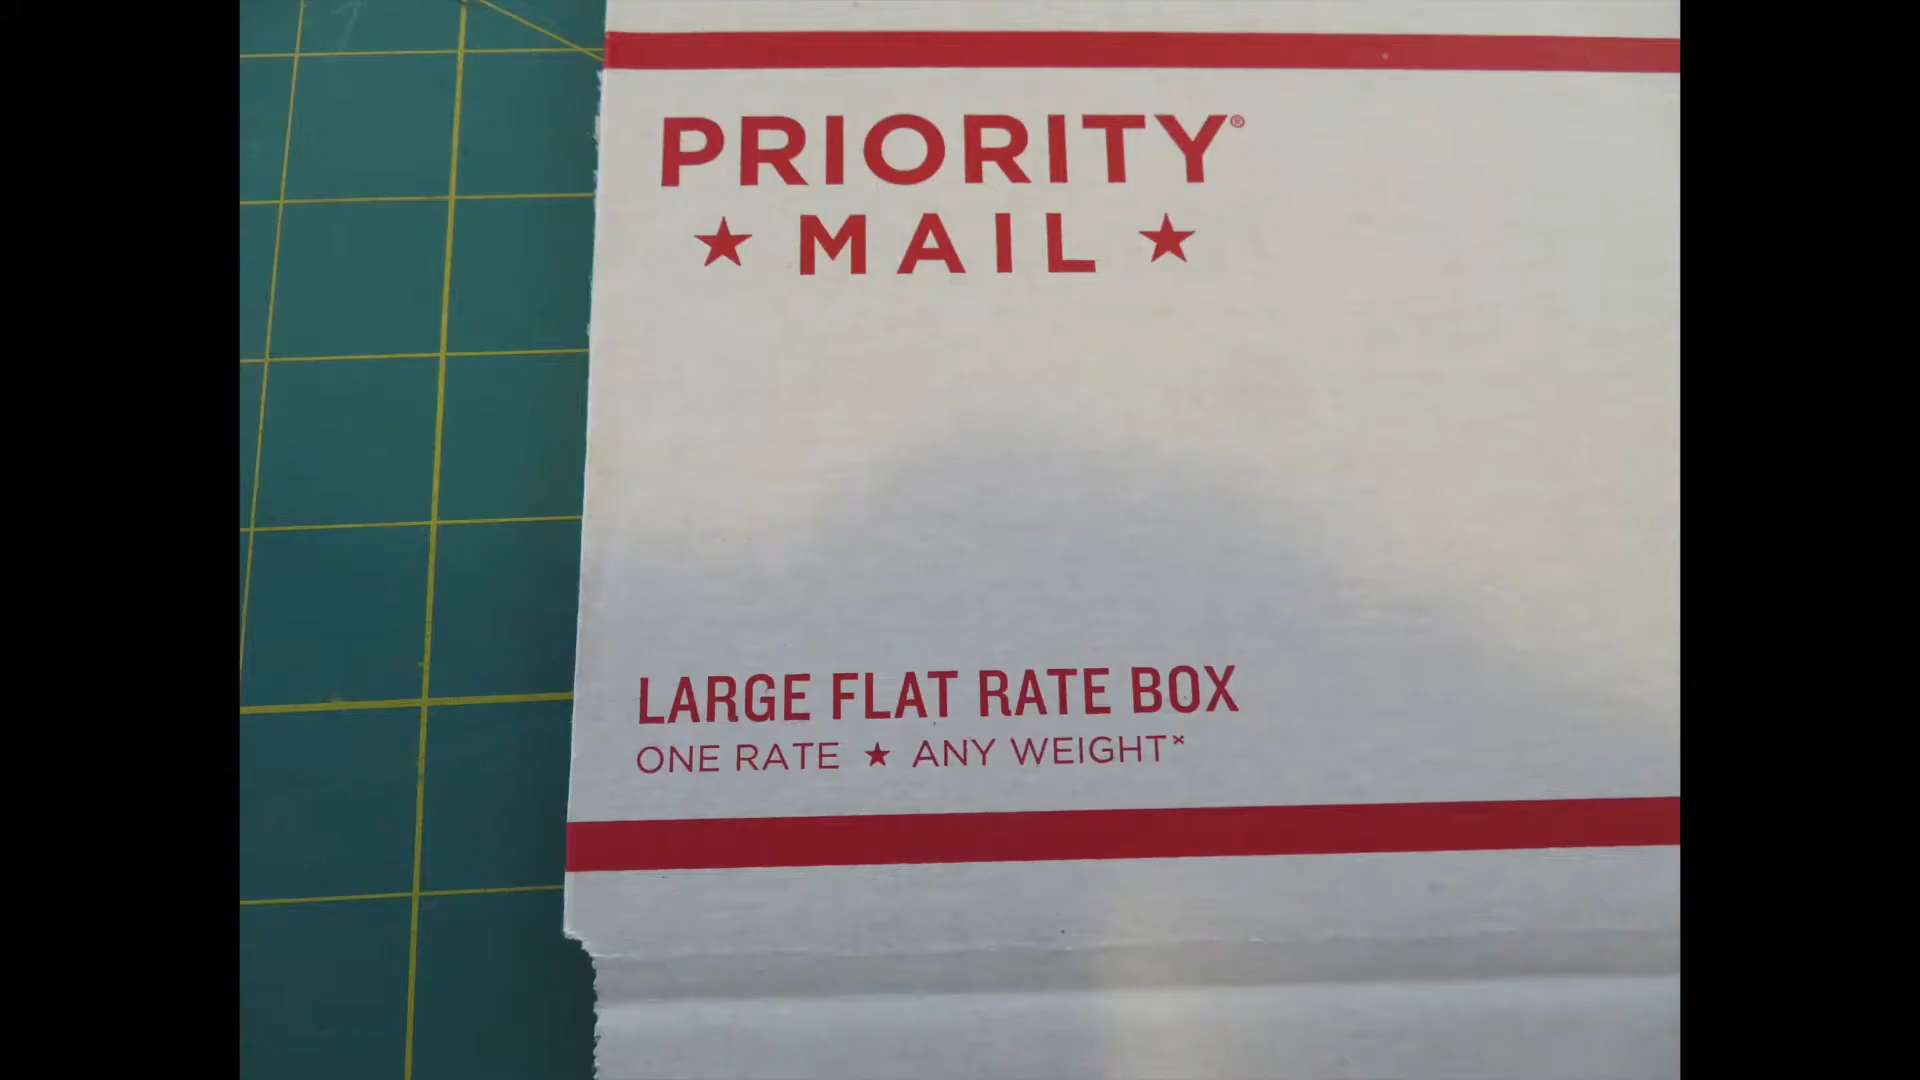 PRIORITY®
★ MAIL ★
LARGE FLAT RATE BOX
ONE RATE ★ ANY WEIGHT*